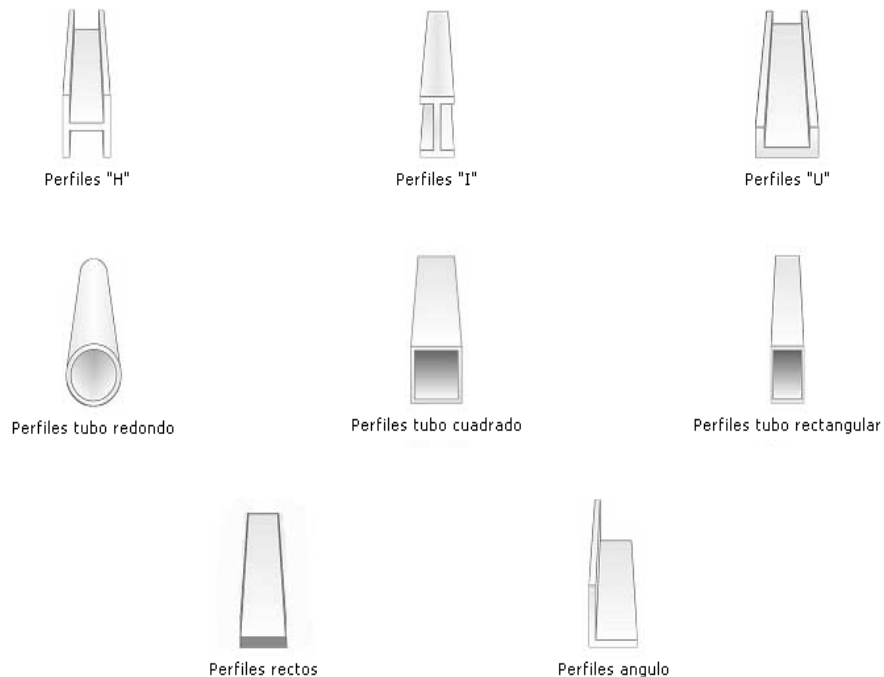 Perfiles "H"
Perfiles "I"
Perfiles "U"
Perfiles tubo redondo
Perfiles tubo cuadrado
Perfiles tubo rectangular
Perfiles rectos
Perfiles angulo